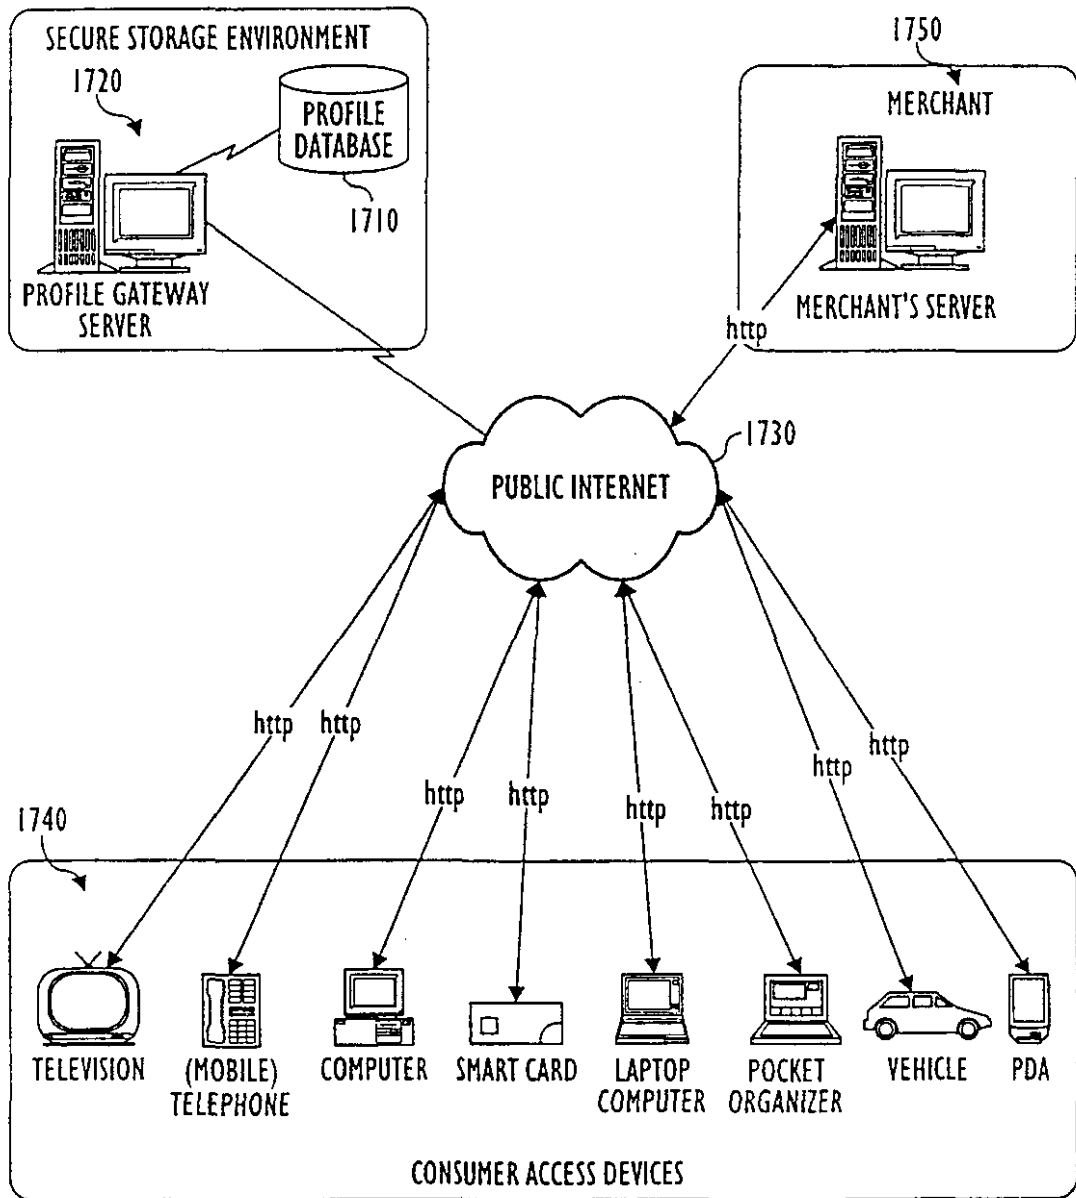 SECURE STORAGE ENVIRONMENT
1720
PROFILE
DATABASE
1710
PROFILE GATEWAY
SERVER
1750
MERCHANT
MERCHANT'S SERVER
http
1730
PUBLIC INTERNET
http
http
http
http
http
http
http
http
1740
TELEVISION
(MOBILE)
TELEPHONE
COMPUTER
SMART CARD
LAPTOP
COMPUTER
POCKET
ORGANIZER
VEHICLE
PDA
CONSUMER ACCESS DEVICES